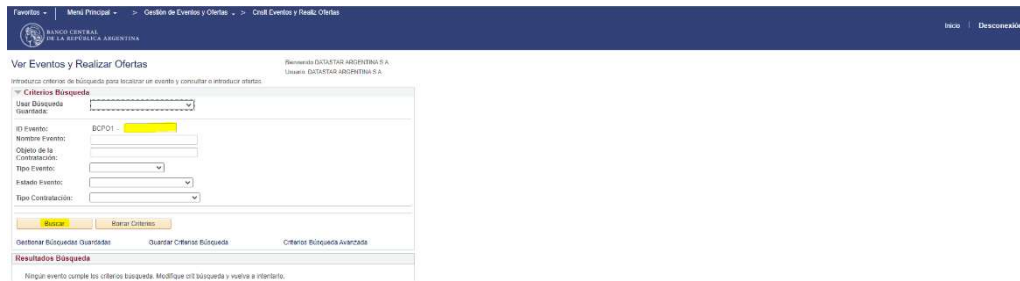 Favoritos Menú Principal > Gestión de Eventos y Ofertas > Cnslt Eventos y Realiz Ofertas
Inicio | Desconexión
BANCO CENTRAL
DE LA REPÚBLICA ARGENTINA
Ver Eventos y Realizar Ofertas
Bienvenido DATASTAR ARGENTINA S A
Usuario DATASTAR ARGENTINA S A
Introduzca criterios de búsqueda para localizar un evento y consultar o introducir ofertas.
Criterios Búsqueda
Usar Búsqueda
Guardada:
ID Evento: BCPO1 -
Nombre Evento:
Objeto de la
Contratación:
Tipo Evento:
Estado Evento:
Tipo Contratación:
Buscar Borrar Criterios
Gestionar Búsquedas Guardadas Guardar Criterios Búsqueda Criterios Búsqueda Avanzada
Resultados Búsqueda
Ningún evento cumple los criterios búsqueda. Modifique crit búsqueda y vuelva a intentarlo.